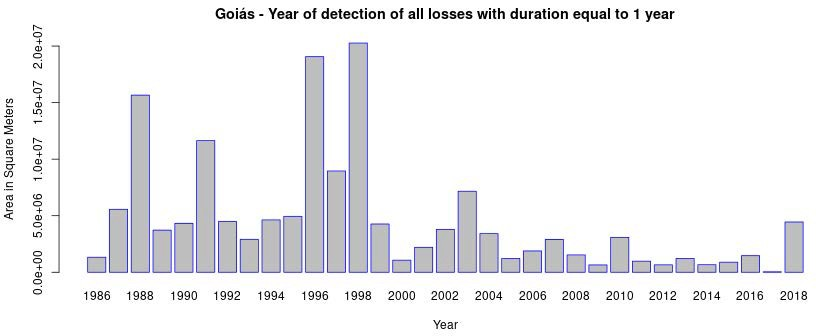 Goiás - Year of detection of all losses with duration equal to 1 year
Area in Square Meters
2.0e+07
1.5e+07
1.0e+07
5.0e+06
0.0e+00
1986 1988 1990 1992 1994 1996 1998 2000 2002 2004 2006 2008 2010 2012 2014 2016 2018
Year